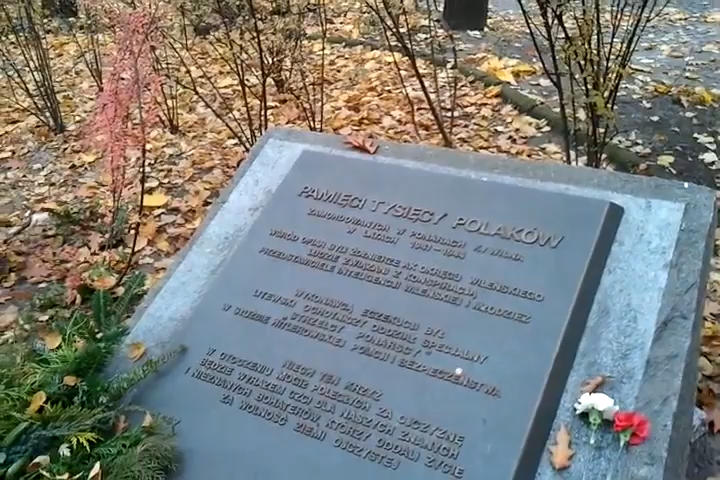 PAMIĘCI TYSIĘCY POLAKÓW
ZAMORDOWANYCH W PONARACH K/WILNA
W LATACH 1941-1944
WŚRÓD OFIAR BYLI ŻOŁNIERZE AK OKRĘGU WILEŃSKIEGO
LUDZIE ZWIĄZANI Z KONSPIRACJĄ
PRZEDSTAWICIELE INTELIGENCJI WILEŃSKIEJ I MŁODZIEŻ
WYKONAWCĄ EGZEKUCJI BYŁ
LITEWSKI OCHOTNICZY ODDZIAŁ SPECJALNY
„STRZELCY PONARSCY”
W SŁUŻBIE HITLEROWSKIEJ POLICJI BEZPIECZEŃSTWA
NIECH TEN KRZYŻ
W OTOCZENIU MOGIŁ POLEGŁYCH ZA OJCZYZNĘ
BĘDZIE WYRAZEM CZCI DLA NASZYCH ZNANYCH
I NIEZNANYCH BOHATERÓW KTÓRZY ODDALI ŻYCIE
ZA WOLNOŚĆ ZIEMI OJCZYSTEJ